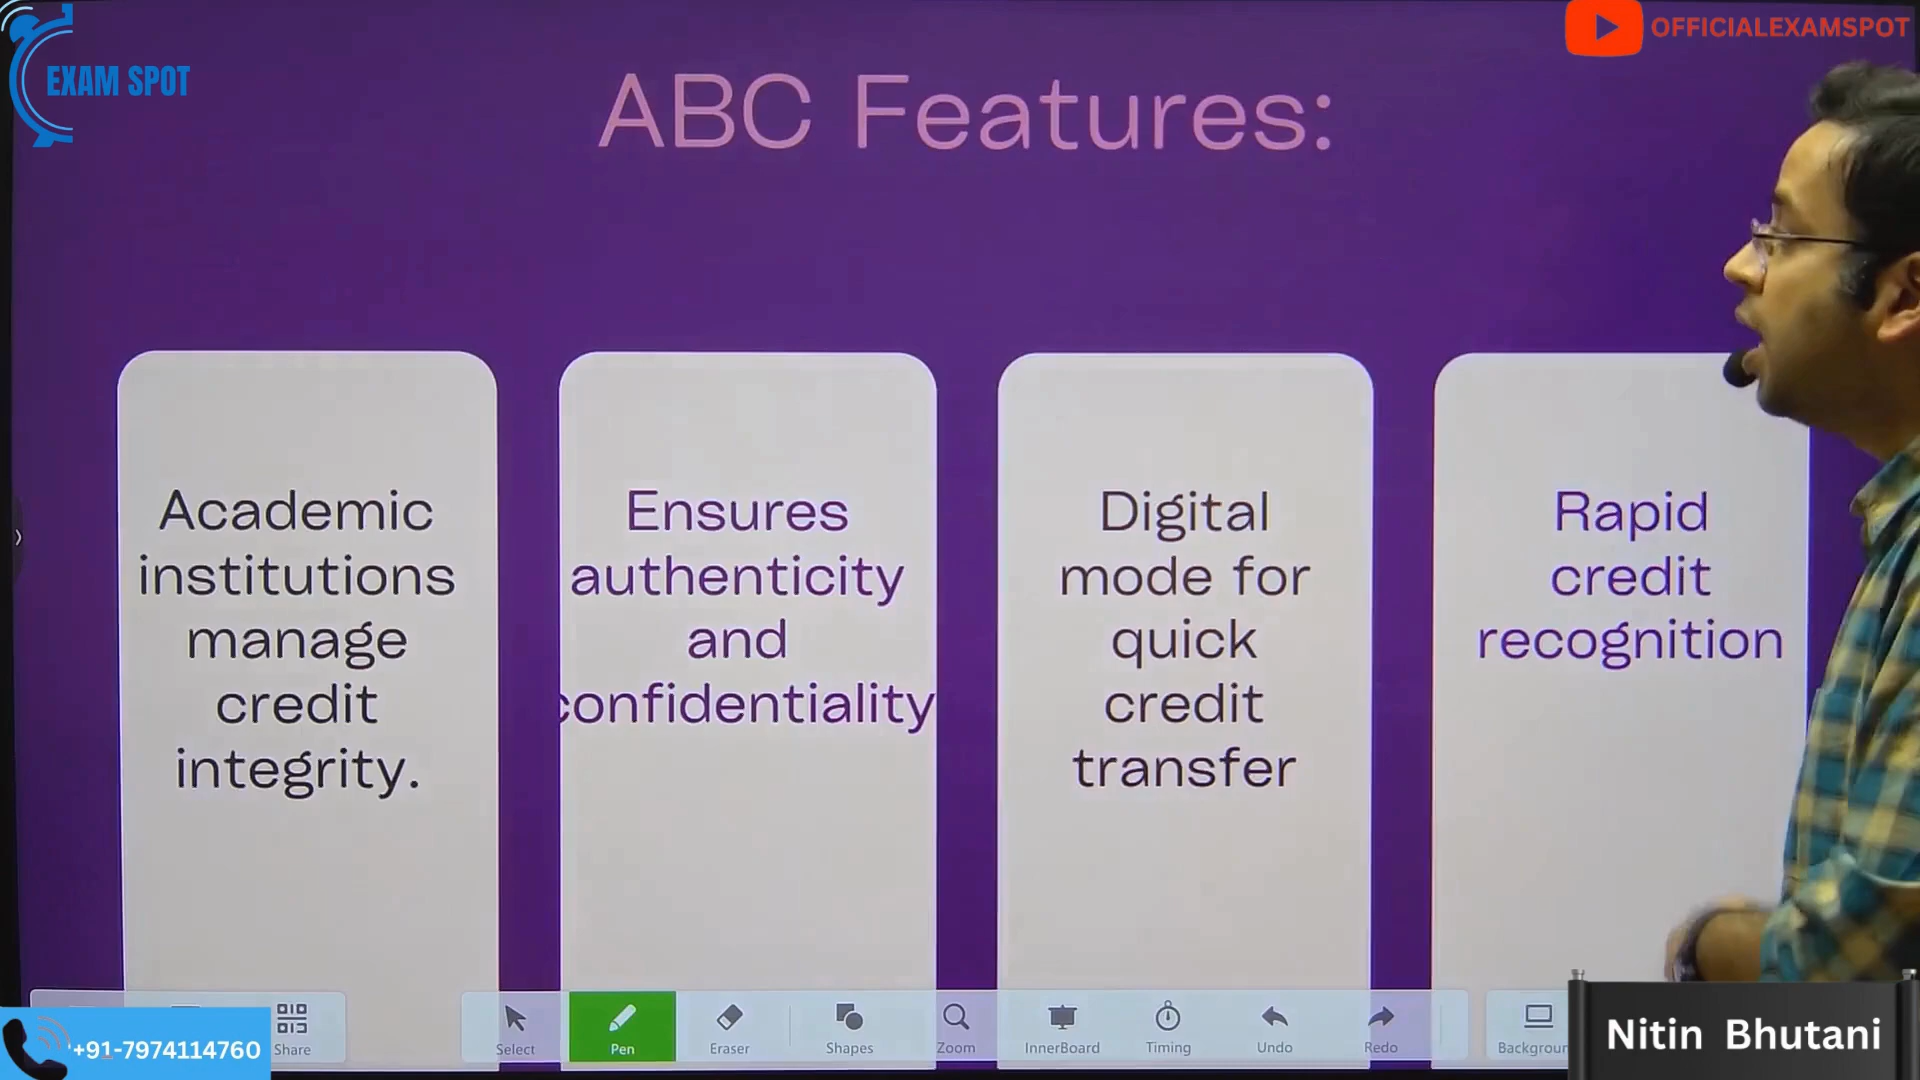 EXAM SPOT
OFFICIALEXAMSPOT
ABC Features:
Academic
institutions
manage
credit
integrity.
Ensures
authenticity
and
confidentiality
Digital
mode for
quick
credit
transfer
Rapid
credit
recognition
Share
Select
Pen
Eraser
Shapes
Zoom
InnerBoard
Timing
Undo
Redo
Backgroun
+91-7974114760
Nitin Bhutani